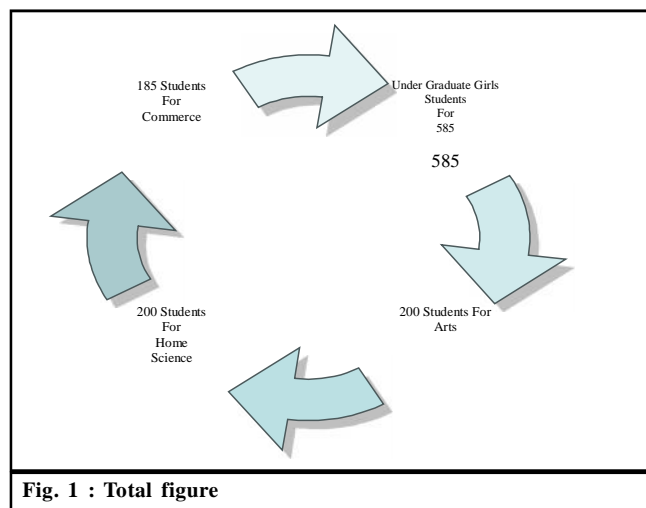 185 Students
For
Commerce
Under Graduate Girls
Students
For
585
585
200 Students For
Arts
200 Students
For
Home
Science
Fig. 1 : Total figure